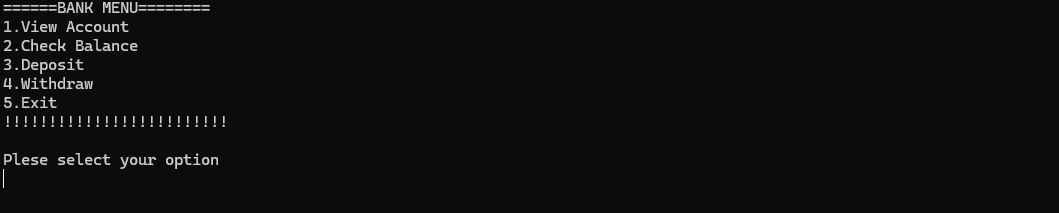 ======BANK MENU========
1.View Account
2.Check Balance
3.Deposit
4.Withdraw
5.Exit
!!!!!!!!!!!!!!!!!!!!!!!!!
Plese select your option